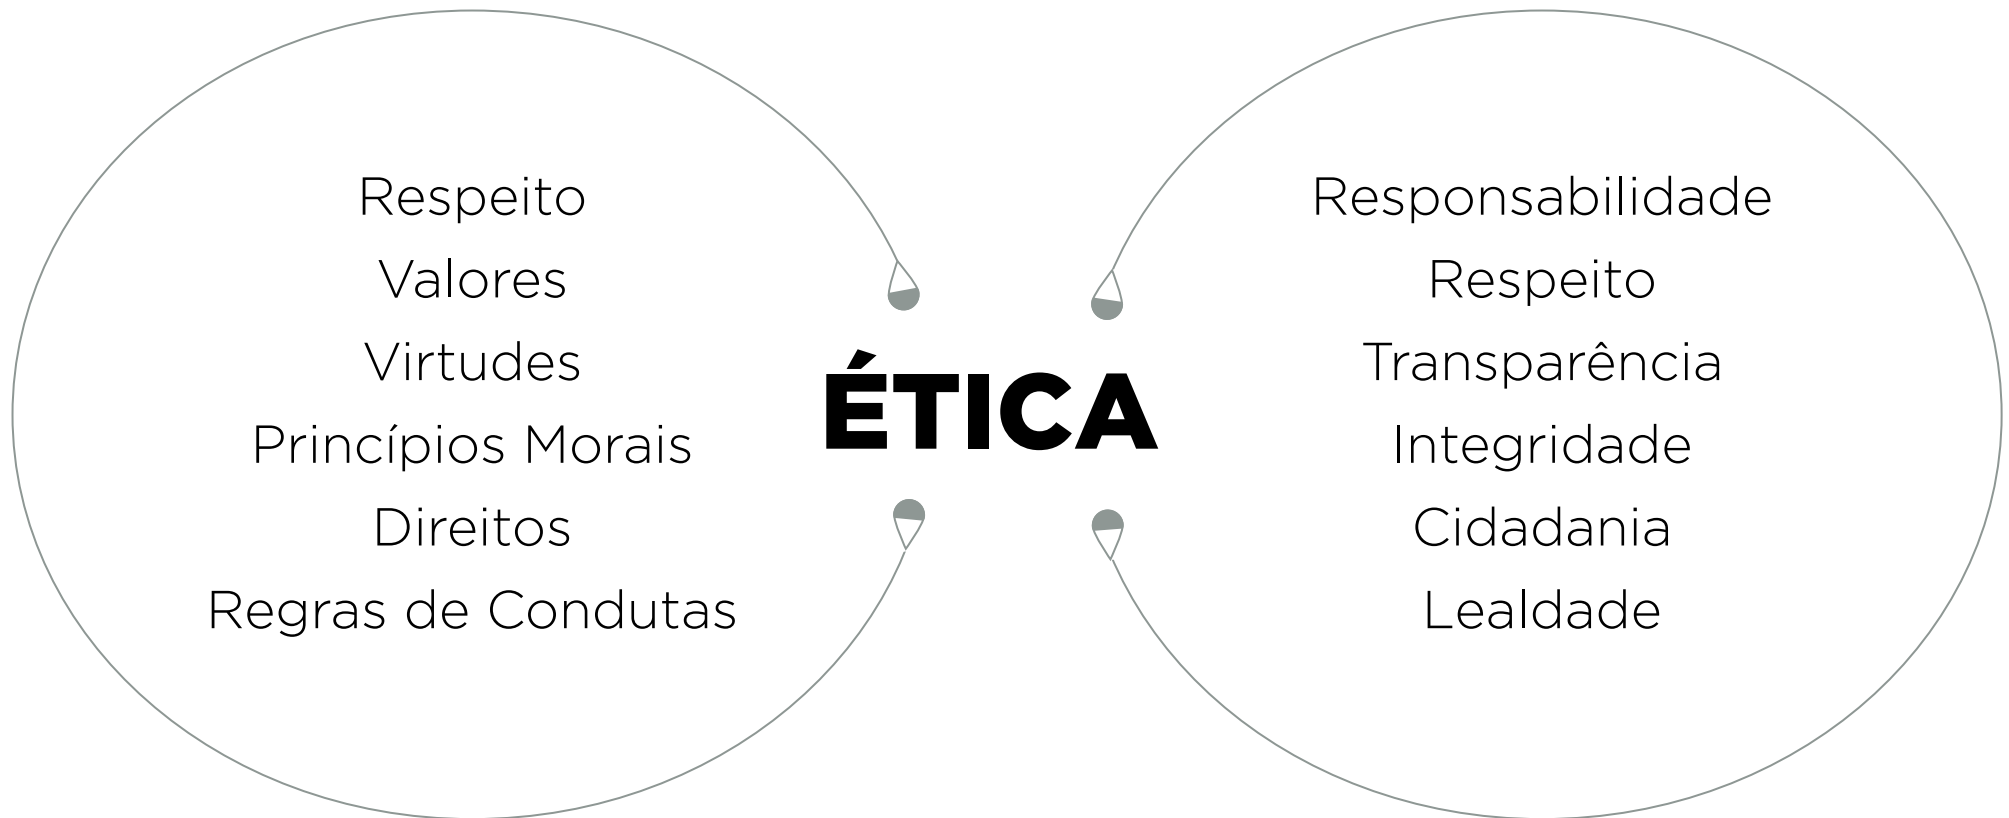 Respeito
Valores
Virtudes
Princípios Morais
Direitos
Regras de Condutas
ÉTICA
Responsabilidade
Respeito
Transparência
Integridade
Cidadania
Lealdade